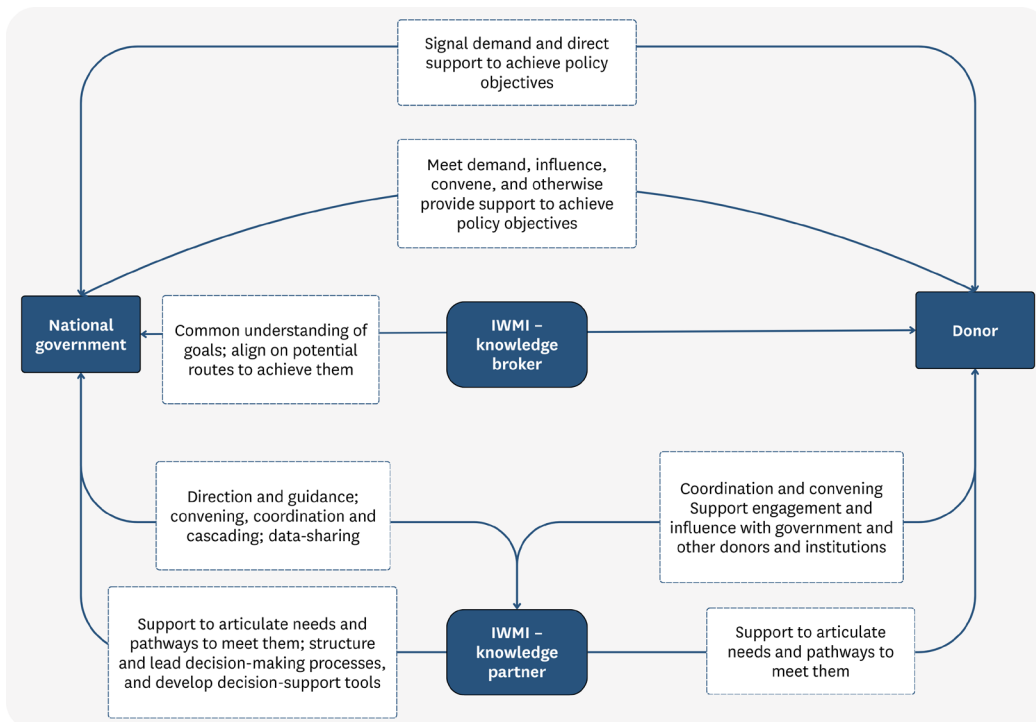 Signal demand and direct
support to achieve policy
objectives
Meet demand, influence,
convene, and otherwise
provide support to achieve
policy objectives
National
government
Common understanding of
goals; align on potential
routes to achieve them
IWMI –
knowledge
broker
Donor
Direction and guidance;
convening, coordination and
cascading; data-sharing
Coordination and convening
Support engagement and
influence with government and
other donors and institutions
Support to articulate needs and
pathways to meet them; structure
and lead decision-making processes,
and develop decision-support tools
IWMI –
knowledge
partner
Support to articulate
needs and pathways to
meet them